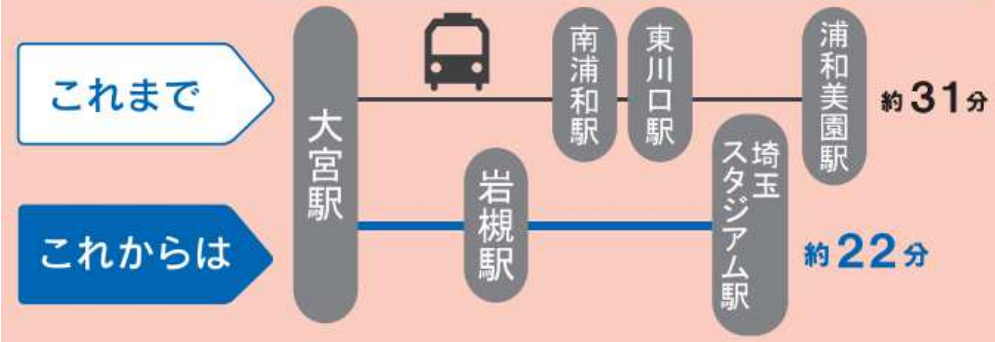 これまで
大宮駅
南浦和駅
東川口駅
浦和美園駅
約31分
これからは
岩槻駅
埼玉
スタジアム駅
約22分